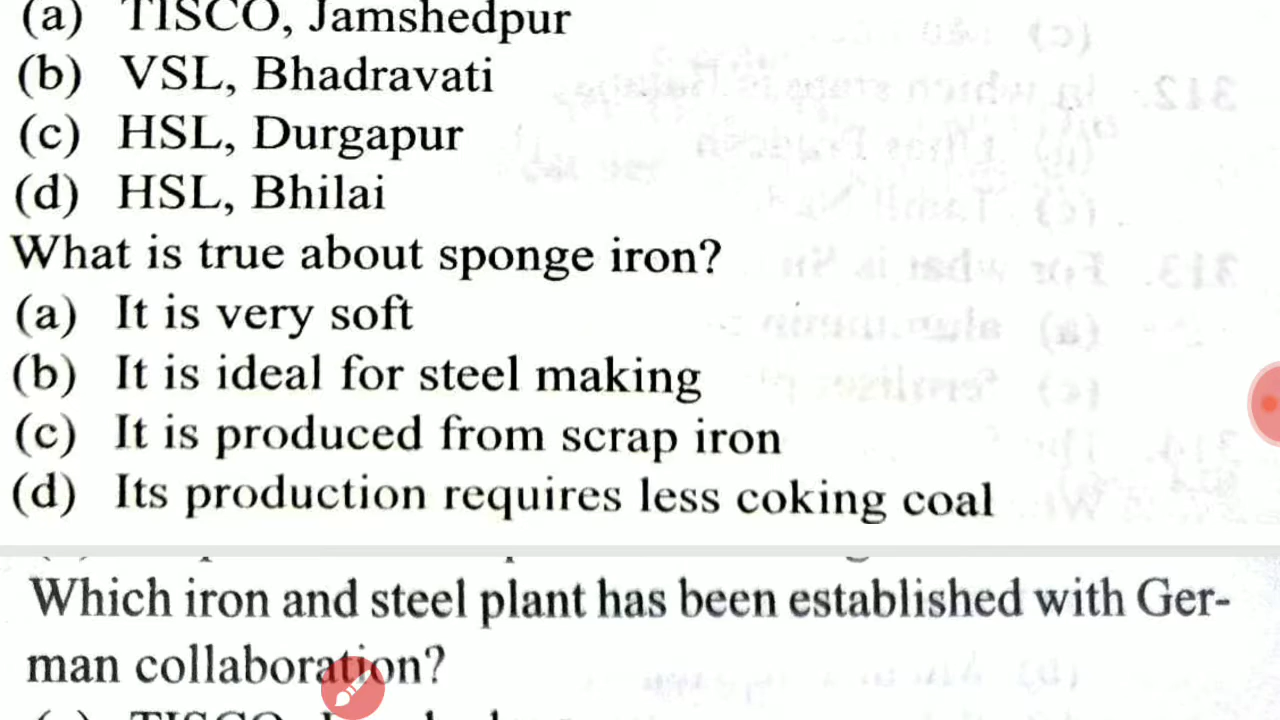 (a) TISCO, Jamshedpur
(b) VSL, Bhadravati
(c) HSL, Durgapur
(d) HSL, Bhilai
What is true about sponge iron?
(a) It is very soft
(b) It is ideal for steel making
(c) It is produced from scrap iron
(d) Its production requires less coking coal
Which iron and steel plant has been established with Ger-
man collaboration?